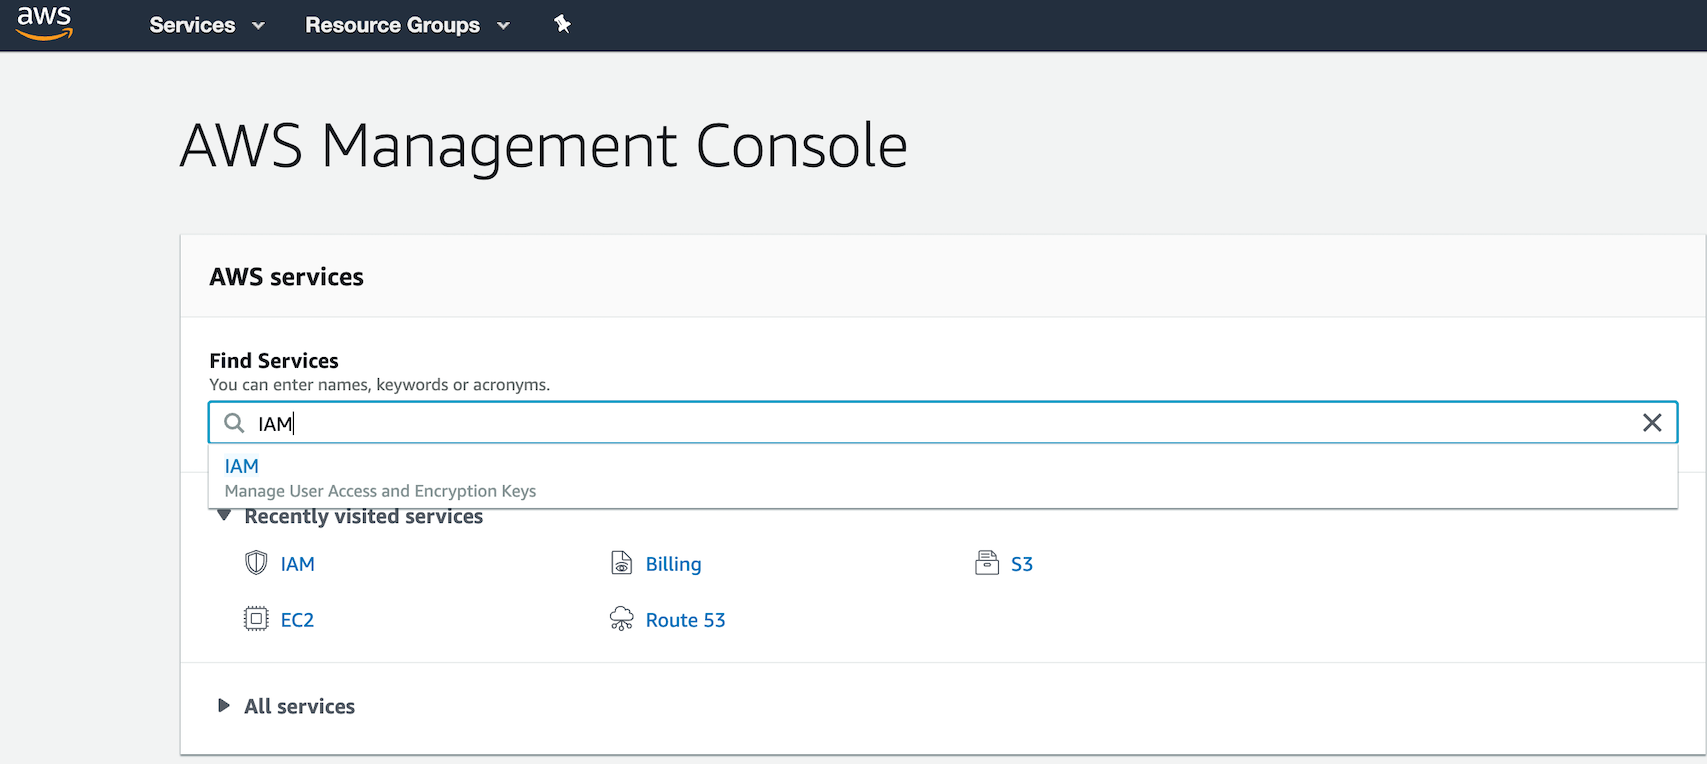 aws Services Resource Groups
AWS Management Console
AWS services
Find Services
You can enter names, keywords or acronyms.
IAM
IAM
Manage User Access and Encryption Keys
Recently visited services
IAM Billing S3
EC2 Route 53
All services